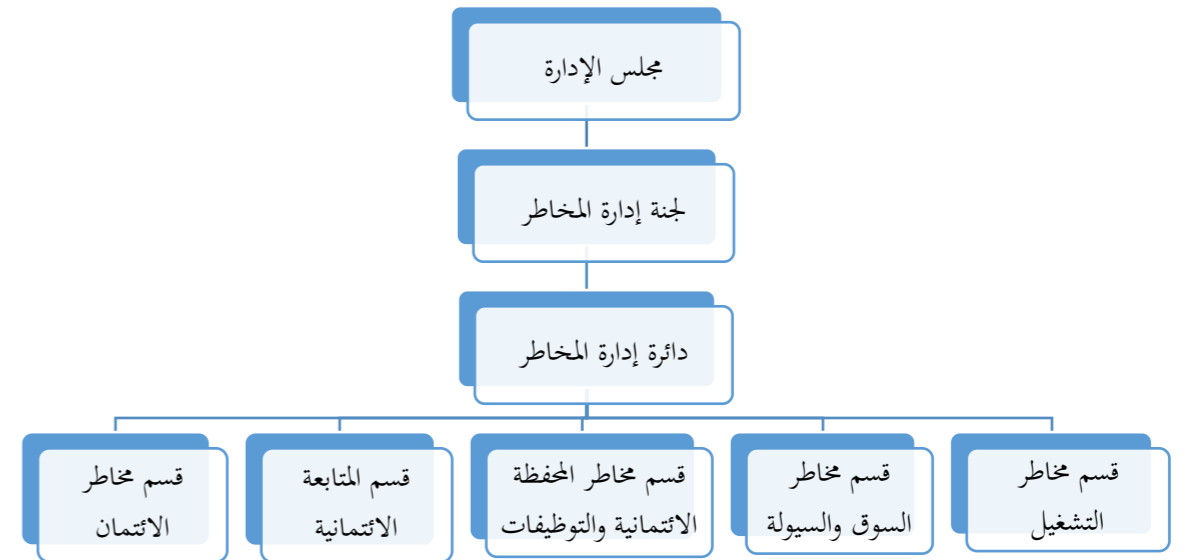 مجلس الإدارة
لجنة إدارة المخاطر
دائرة إدارة المخاطر
قسم مخاطر
التشغيل
قسم مخاطر
السوق والسيولة
قسم مخاطر المحفظة
الائتمانية والتوظيفات
قسم المتابعة
الائتمانية
قسم مخاطر
الائتمان